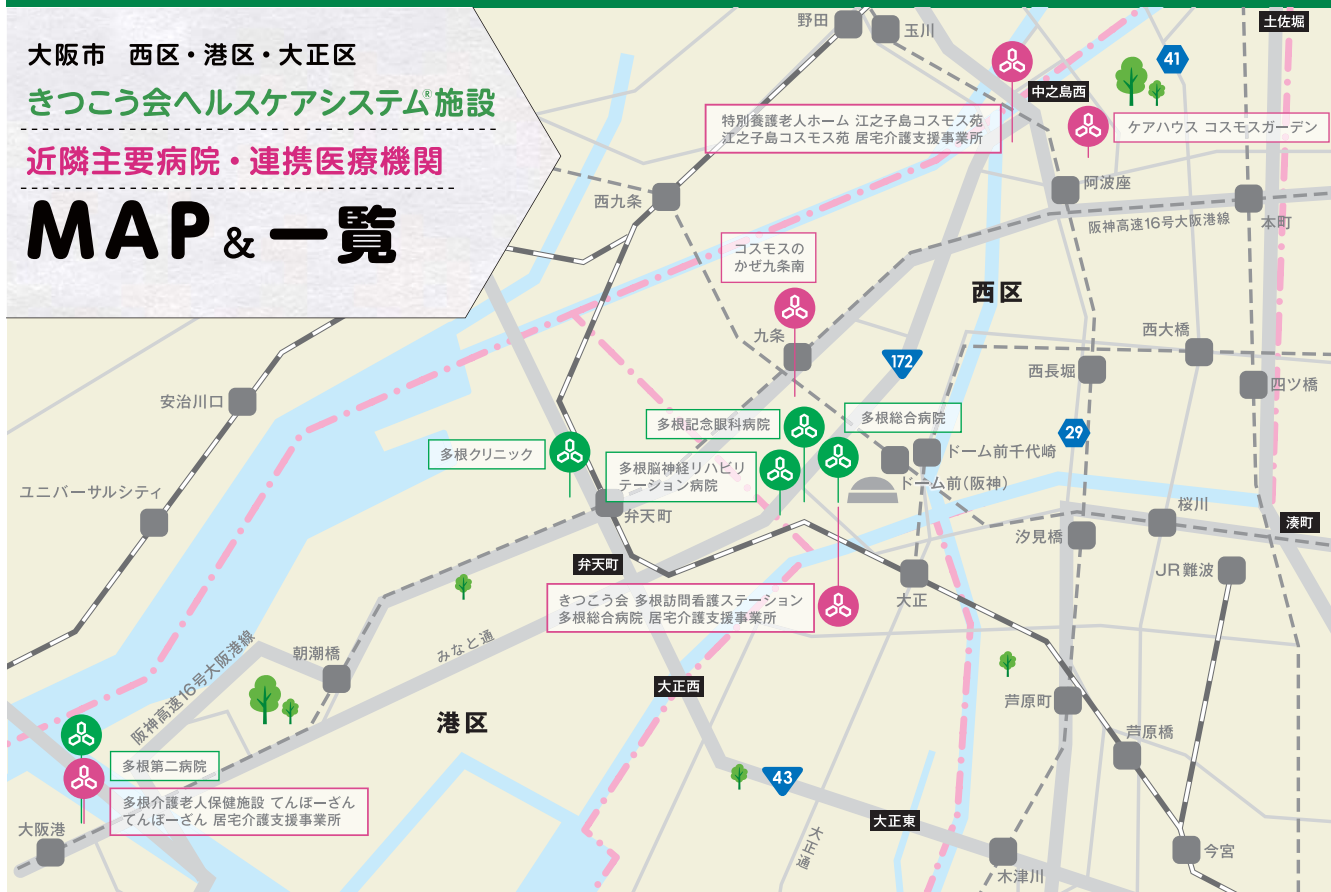 大阪市 西区・港区・大正区
きつこう会ヘルスケアシステム®施設
近隣主要病院・連携医療機関
MAP & 一覧
野田
玉川
土佐堀
41
中之島西
特別養護老人ホーム 江之子島コスモス苑
江之子島コスモス苑 居宅介護支援事業所
ケアハウス コスモスガーデン
西九条
阿波座
阪神高速16号大阪港線
本町
コスモスの
かぜ九条南
西区
九条
西大橋
172
西長堀
四ツ橋
安治川口
多根記念眼科病院
多根総合病院
29
多根クリニック
多根脳神経リハビリ
テーション病院
ドーム前千代崎
ドーム前(阪神)
ユニバーサルシティ
弁天町
桜川
湊町
汐見橋
弁天町
JR難波
大正
きつこう会 多根訪問看護ステーション
多根総合病院 居宅介護支援事業所
みなと通
朝潮橋
阪神高速16号大阪港線
大正西
芦原町
港区
芦原橋
多根第二病院
43
多根介護老人保健施設 てんぽーざん
てんぽーざん 居宅介護支援事業所
大正東
大阪港
大正通
今宮
木津川